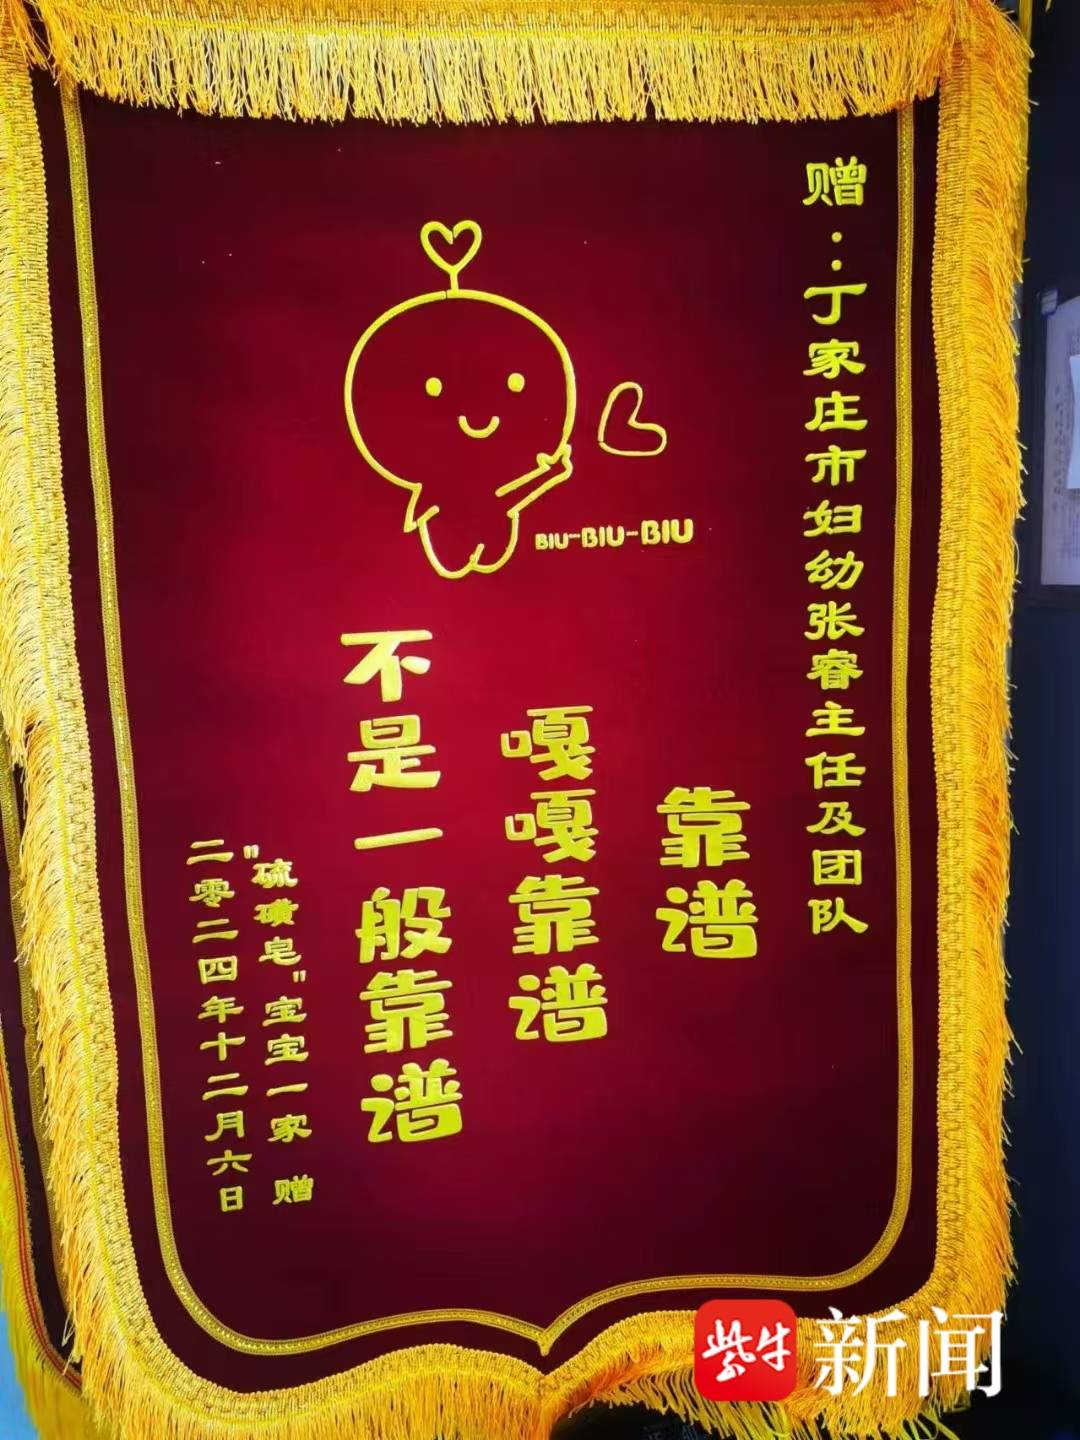 赠：丁家庄市妇幼张睿主任及团队
BIU-BIU-BIU
靠谱
嘎嘎靠谱
不是一般靠谱
"硫磺皂"宝宝一家 赠
二零二四年十二月六日
紫牛新闻